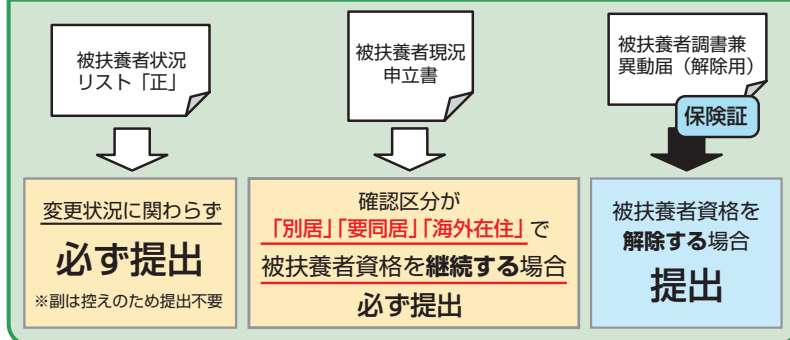 被扶養者状況
リスト「正」
被扶養者現況
申立書
被扶養者調書兼
異動届（解除用）
保険証
変更状況に関わらず
必ず提出
※副は控えのため提出不要
確認区分が
「別居」「要同居」「海外在住」で
被扶養者資格を継続する場合
必ず提出
被扶養者資格を
解除する場合
提出